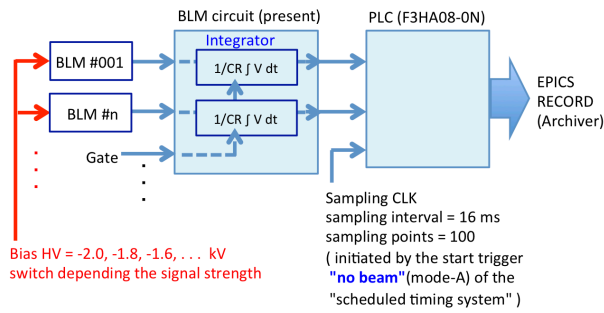 BLM circuit (present)
PLC (F3HA08-0N)
Integrator
BLM #001
1/CR ∫ V dt
BLM #n
1/CR ∫ V dt
EPICS
RECORD
(Archiver)
Gate
Sampling CLK
sampling interval = 16 ms
sampling points = 100
( initiated by the start trigger
"no beam"(mode-A) of the
"scheduled timing system" )
Bias HV = -2.0, -1.8, -1.6, . . . kV
switch depending the signal strength